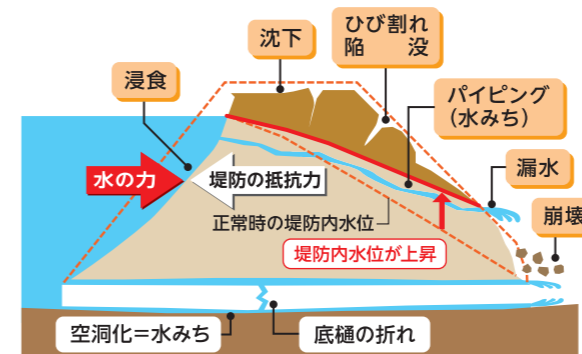 ひび割れ
陥没
沈下
浸食
パイピング
(水みち)
漏水
水の力
堤防の抵抗力
崩壊
正常時の堤防内水位
堤防内水位が上昇
空洞化=水みち
底樋の折れ